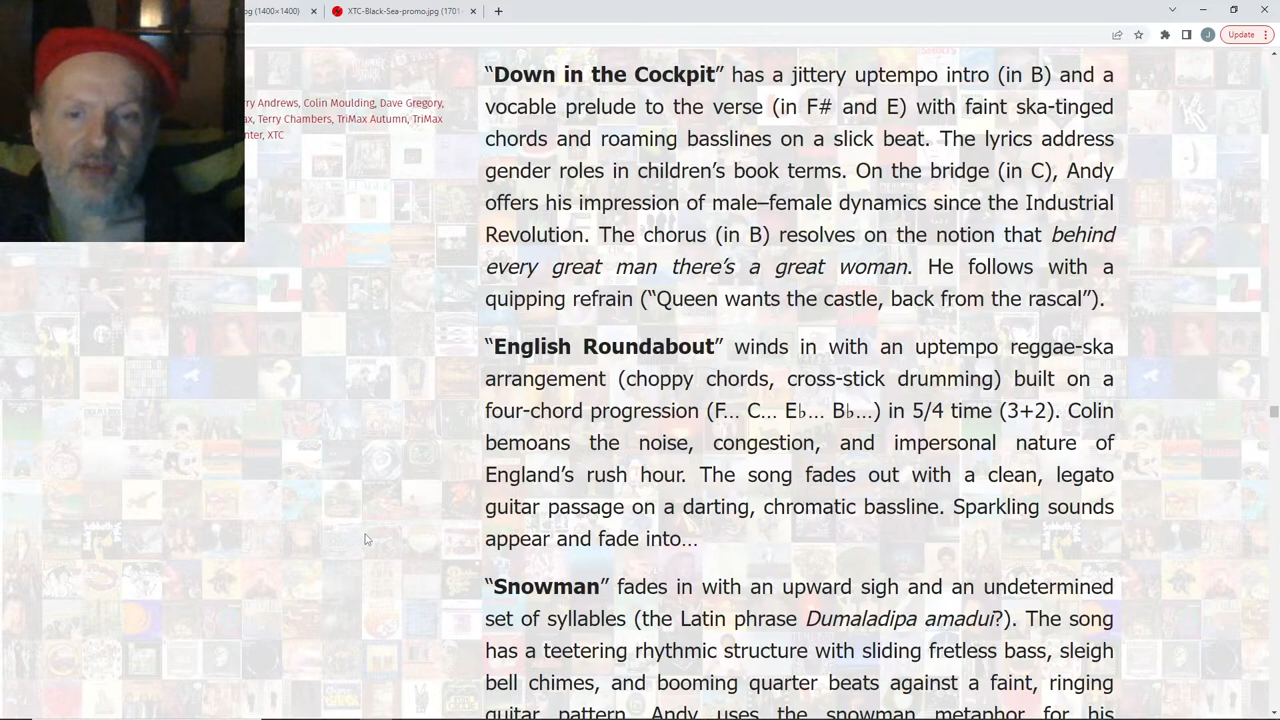 jpg (1400×1400)
XTC-Black-Sea-promo.jpg (1701
J
Update
ry Andrews, Colin Moulding, Dave Gregory,
ax, Terry Chambers, TriMax Autumn, TriMax
nter, XTC
“Down in the Cockpit” has a jittery uptempo intro (in B) and a
vocable prelude to the verse (in F# and E) with faint ska-tinged
chords and roaming basslines on a slick beat. The lyrics address
gender roles in children’s book terms. On the bridge (in C), Andy
offers his impression of male–female dynamics since the Industrial
Revolution. The chorus (in B) resolves on the notion that behind
every great man there’s a great woman. He follows with a
quipping refrain (“Queen wants the castle, back from the rascal”).
“English Roundabout” winds in with an uptempo reggae-ska
arrangement (choppy chords, cross-stick drumming) built on a
four-chord progression (F… C… E♭… B♭…) in 5/4 time (3+2). Colin
bemoans the noise, congestion, and impersonal nature of
England’s rush hour. The song fades out with a clean, legato
guitar passage on a darting, chromatic bassline. Sparkling sounds
appear and fade into…
“Snowman” fades in with an upward sigh and an undetermined
set of syllables (the Latin phrase Dumaladipa amadui?). The song
has a teetering rhythmic structure with sliding fretless bass, sleigh
bell chimes, and booming quarter beats against a faint, ringing
guitar pattern. Andy uses the snowman metaphor for his